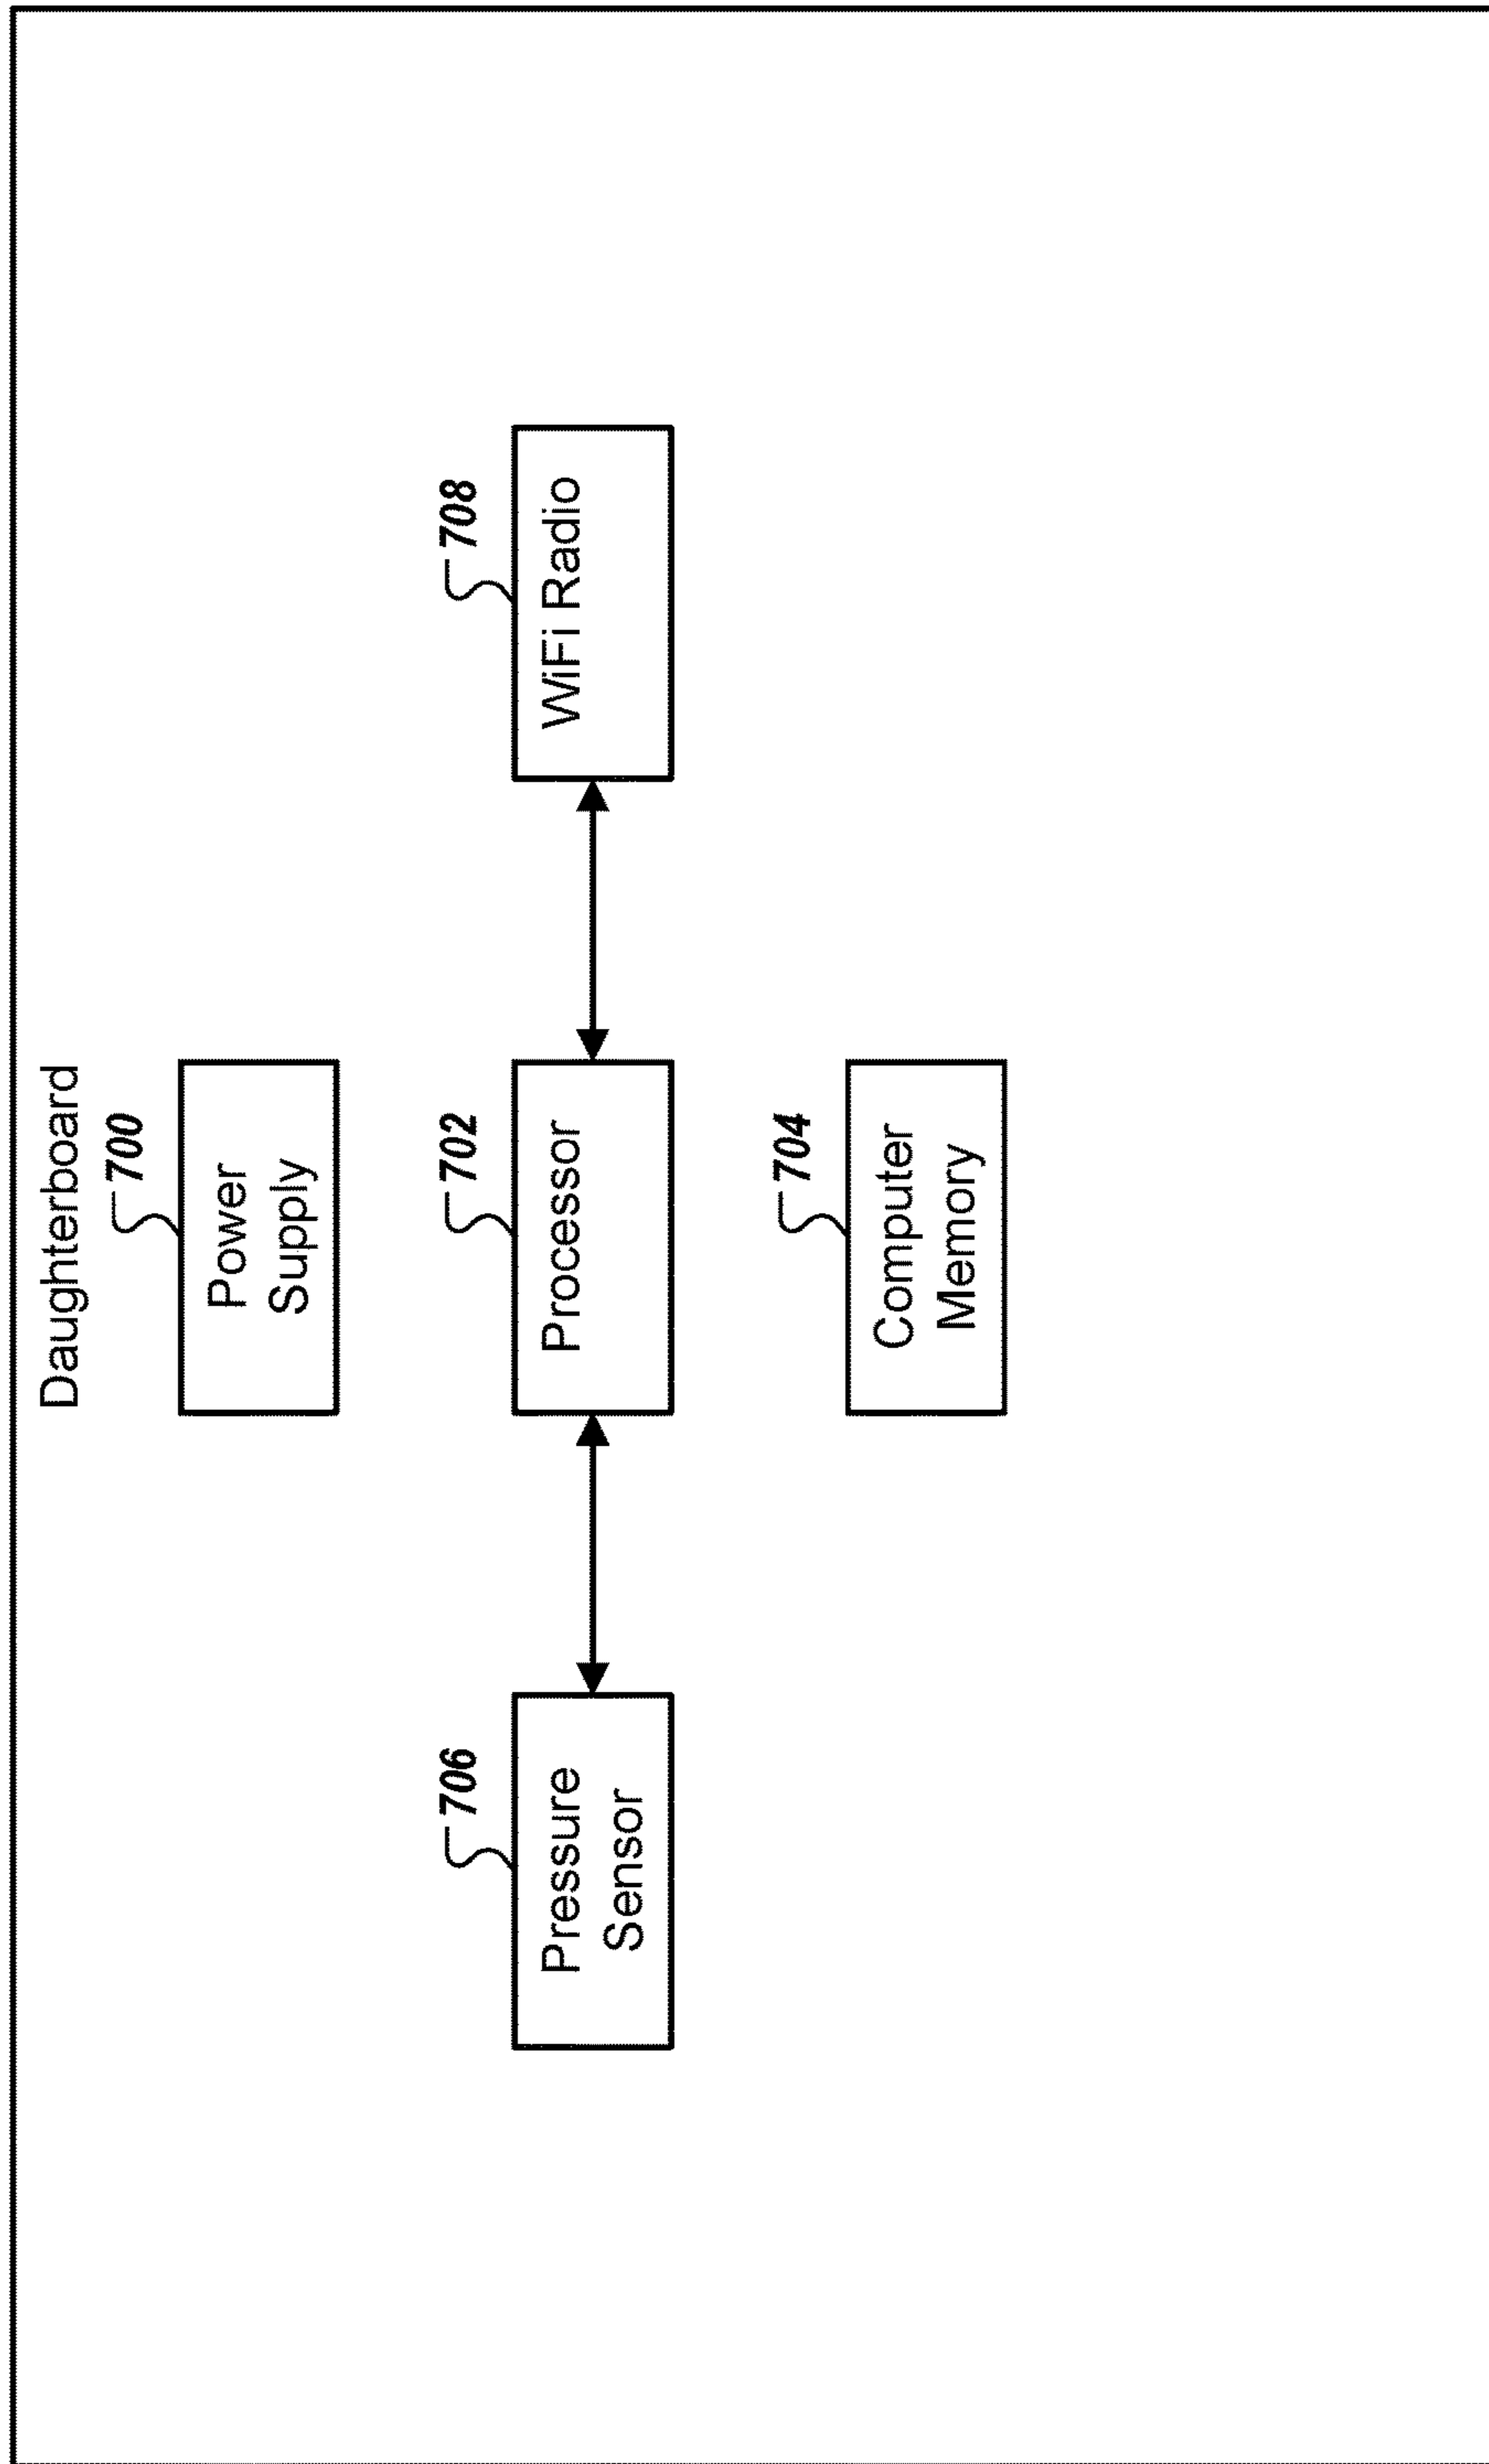 Daughterboard
700
Power
Supply
706
Pressure
Sensor
702
Processor
708
WiFi Radio
704
Computer
Memory